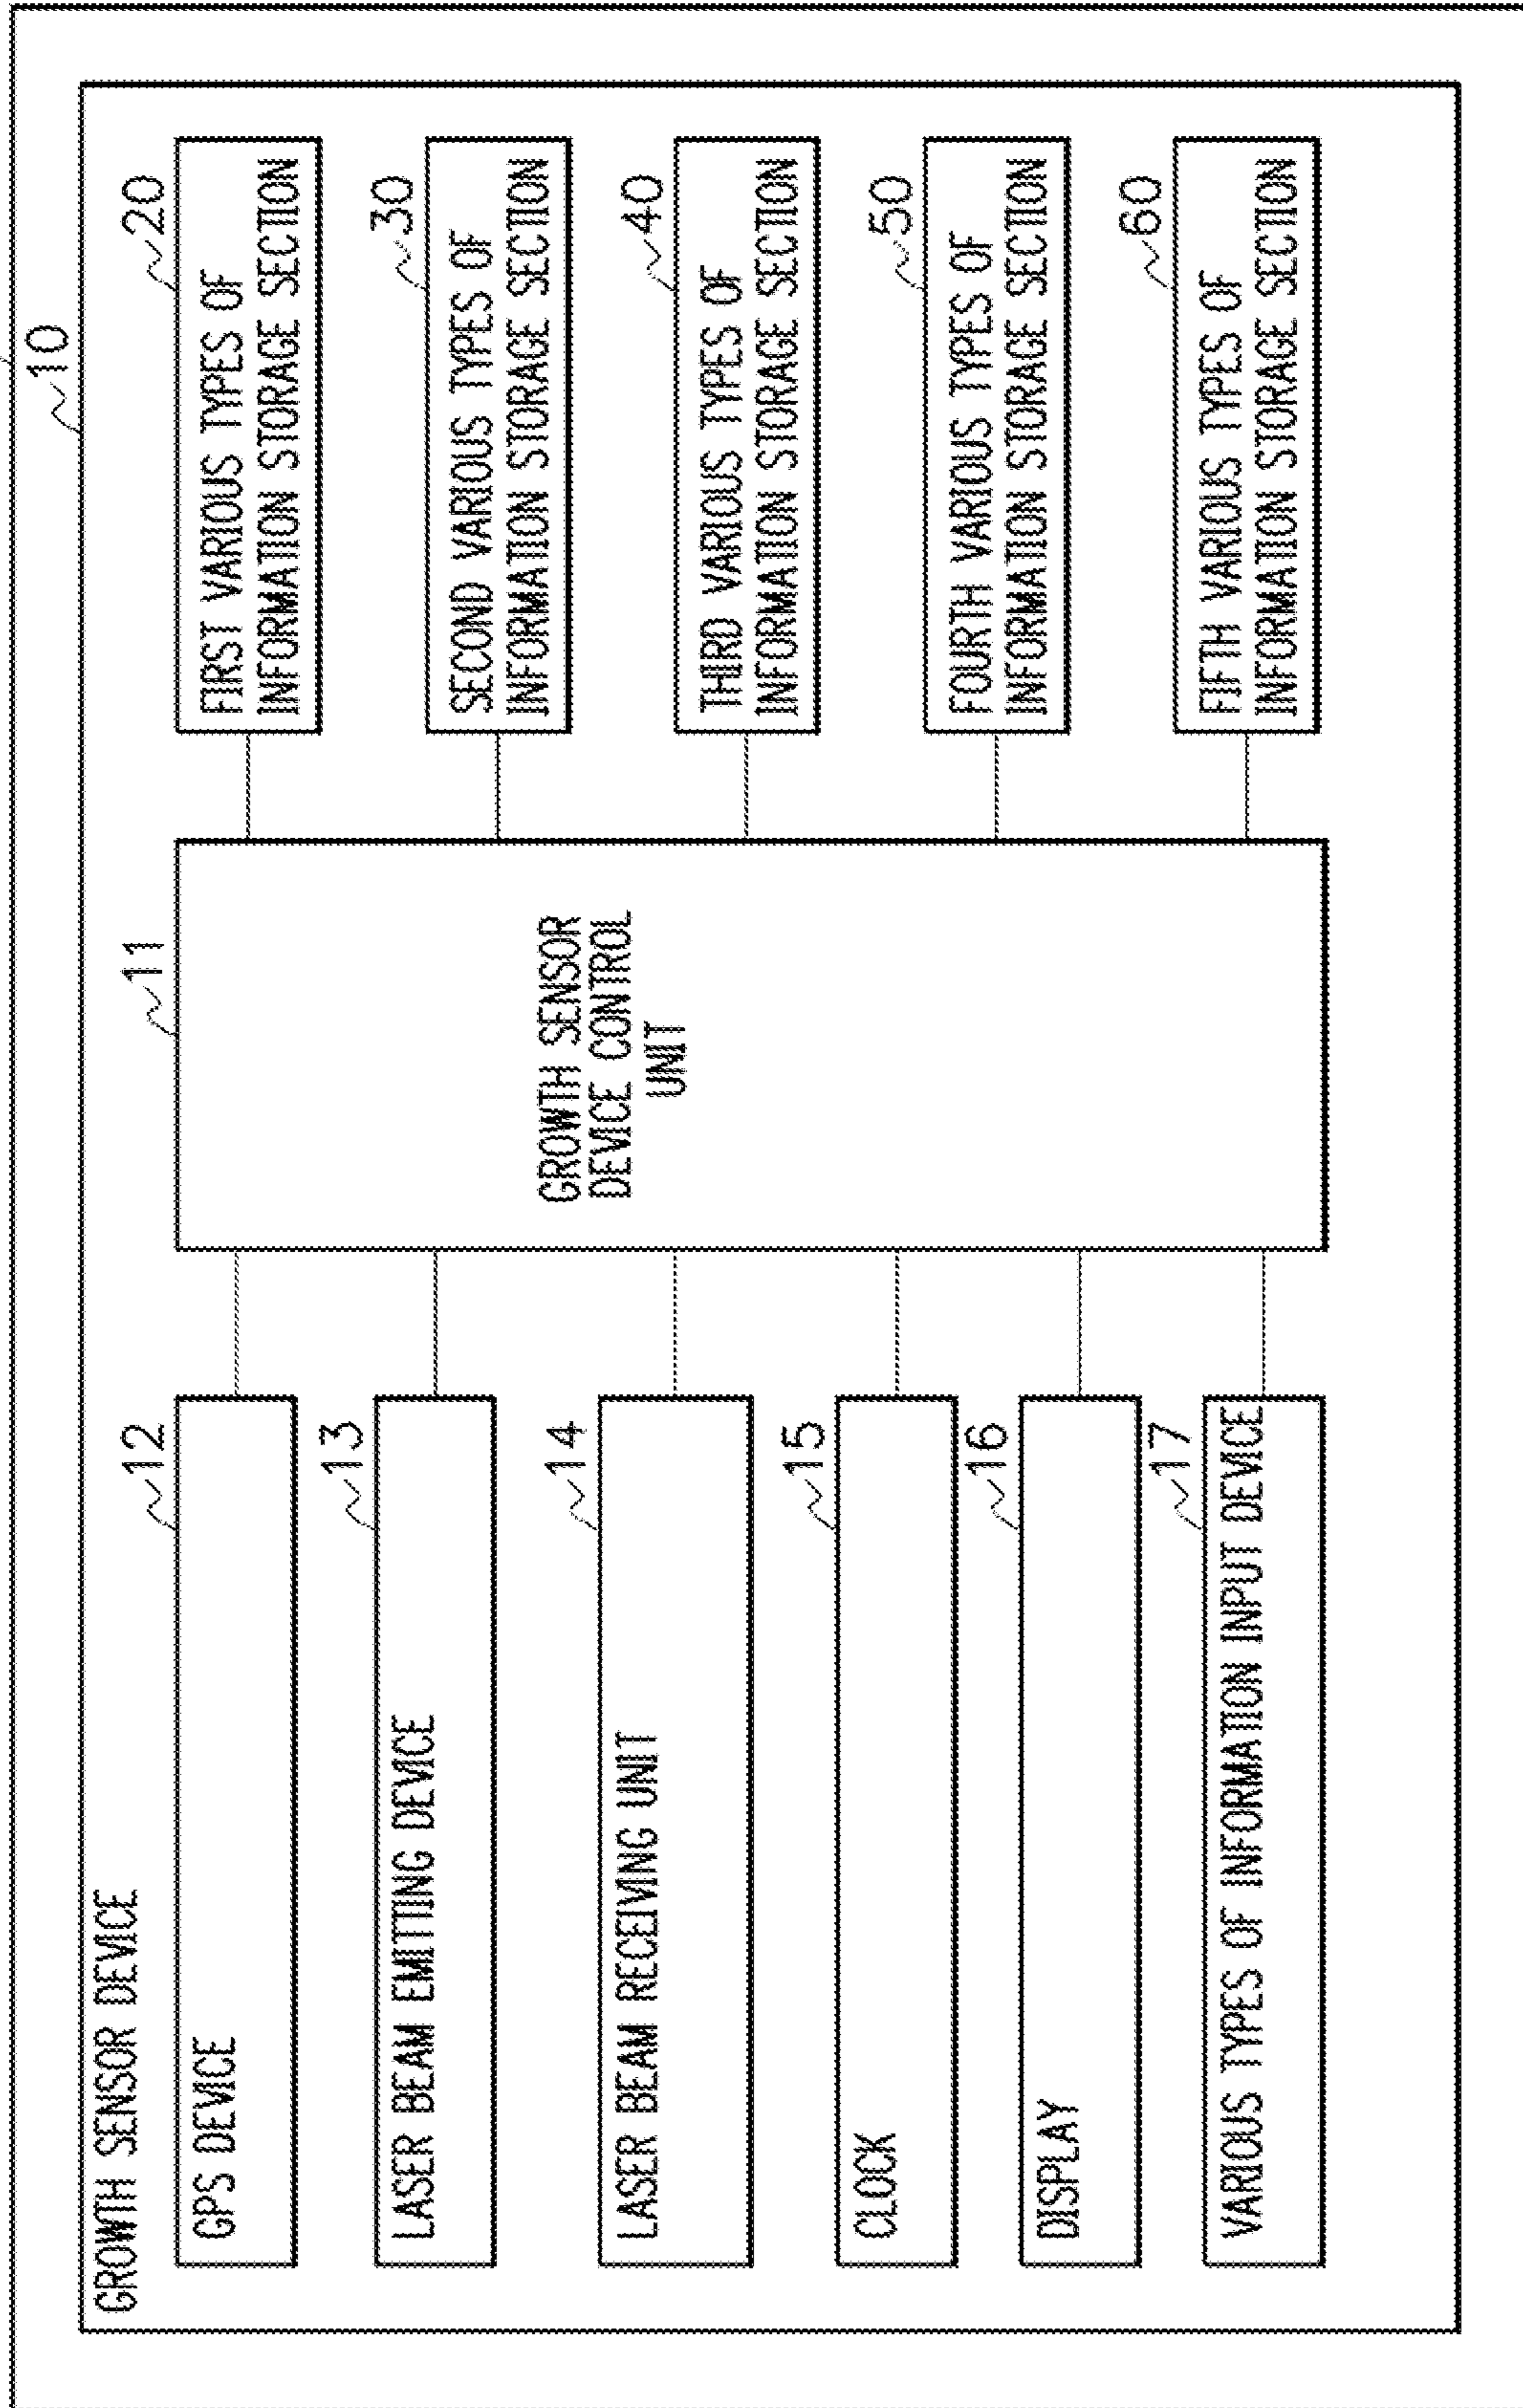 10
GROWTH SENSOR DEVICE
12
GPS DEVICE
13
LASER BEAM EMITTING DEVICE
14
LASER BEAM RECEIVING UNIT
15
CLOCK
16
DISPLAY
17
VARIOUS TYPES OF INFORMATION INPUT DEVICE
11
GROWTH SENSOR
DEVICE CONTROL
UNIT
20
FIRST VARIOUS TYPES OF
INFORMATION STORAGE SECTION
30
SECOND VARIOUS TYPES OF
INFORMATION STORAGE SECTION
40
THIRD VARIOUS TYPES OF
INFORMATION STORAGE SECTION
50
FOURTH VARIOUS TYPES OF
INFORMATION STORAGE SECTION
60
FIFTH VARIOUS TYPES OF
INFORMATION STORAGE SECTION